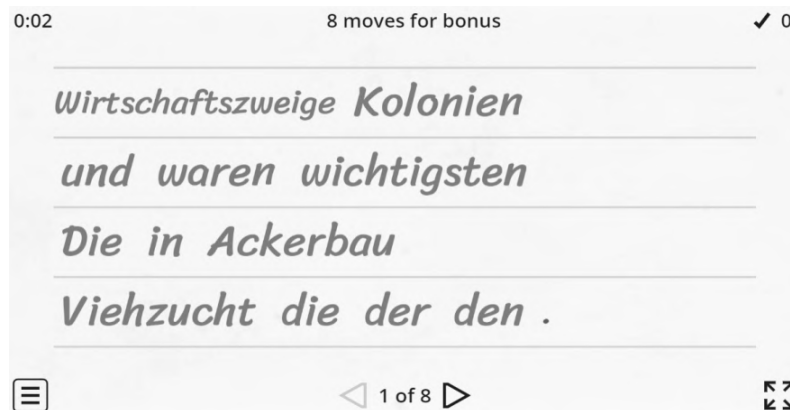 0:02 8 moves for bonus ✓ 0
Wirtschaftszweige Kolonien
und waren wichtigsten
Die in Ackerbau
Viehzucht die der den .
1 of 8